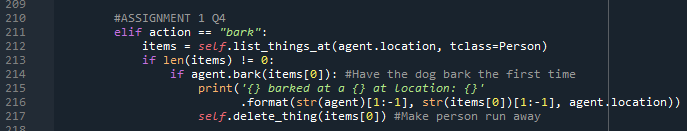 209
210 #ASSIGNMENT 1 Q4
211 elif action == "bark":
212 items = self.list_things_at(agent.location, tclass=Person)
213 if len(items) != 0:
214 if agent.bark(items[0]): #Have the dog bark the first time
215 print('{} barked at a {} at location: {}'
216 .format(str(agent)[1:-1], str(items[0])[1:-1], agent.location))
217 self.delete_thing(items[0]) #Make person run away
218